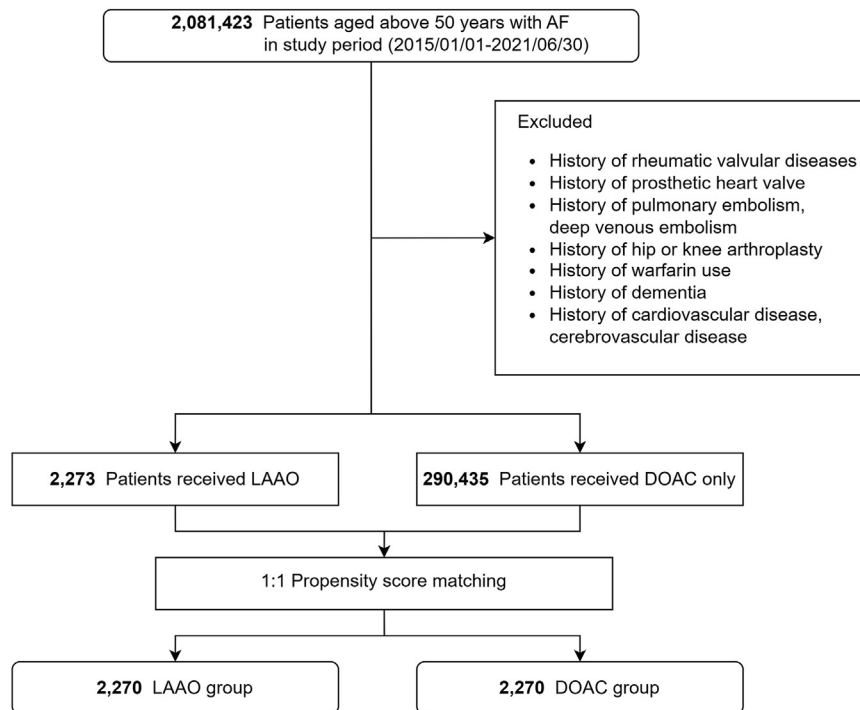 2,081,423 Patients aged above 50 years with AF
in study period (2015/01/01-2021/06/30)
Excluded
• History of rheumatic valvular diseases
• History of prosthetic heart valve
• History of pulmonary embolism,
deep venous embolism
• History of hip or knee arthroplasty
• History of warfarin use
• History of dementia
• History of cardiovascular disease,
cerebrovascular disease
2,273 Patients received LAAO
290,435 Patients received DOAC only
1:1 Propensity score matching
2,270 LAAO group
2,270 DOAC group